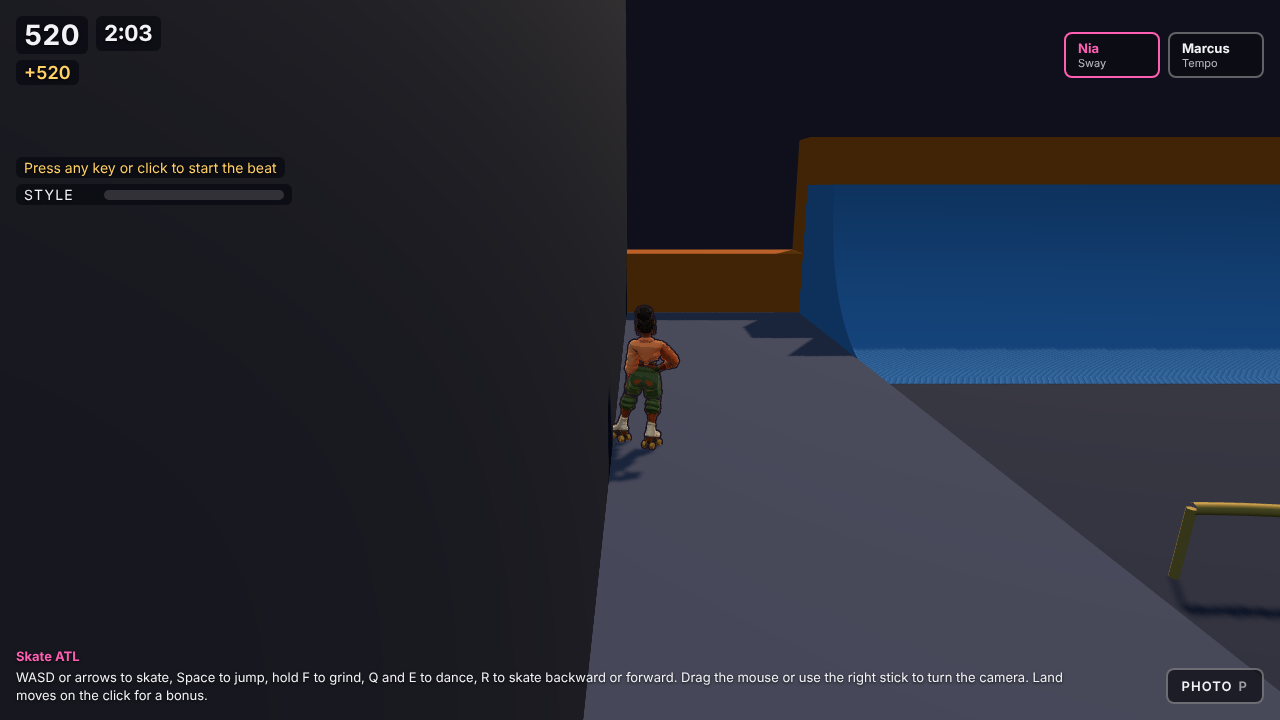 520 2:03
+520
Nia
Sway
Marcus
Tempo
Press any key or click to start the beat
STYLE
Skate ATL
WASD or arrows to skate, Space to jump, hold F to grind, Q and E to dance, R to skate backward or forward. Drag the mouse or use the right stick to turn the camera. Land
moves on the click for a bonus.
PHOTO P